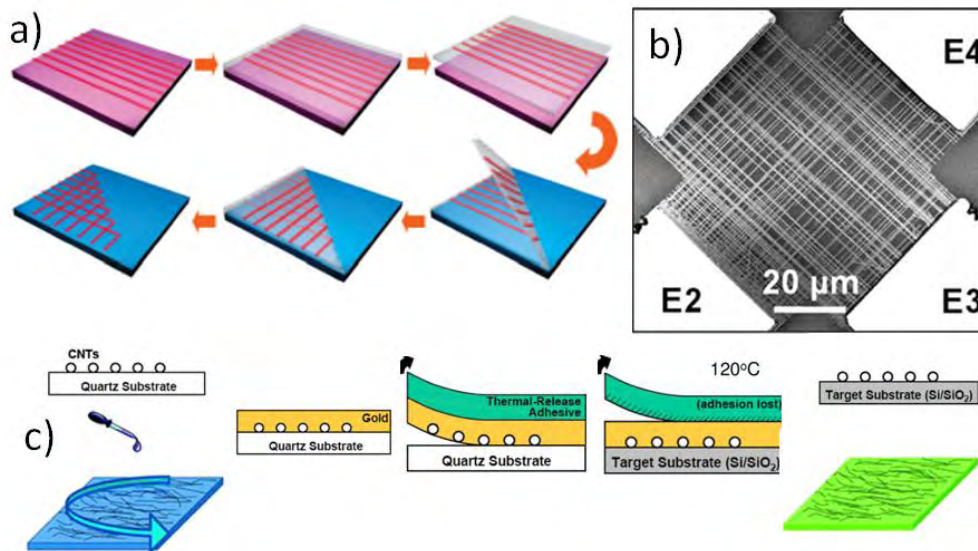 a)
b)
E4
E2
20 µm
E3
CNTs
Quartz Substrate
c)
Gold
Quartz Substrate
Thermal-Release
Adhesive
Quartz Substrate
120°C
(adhesion lost)
Target Substrate (Si/SiO₂)
Target Substrate (Si/SiO₂)